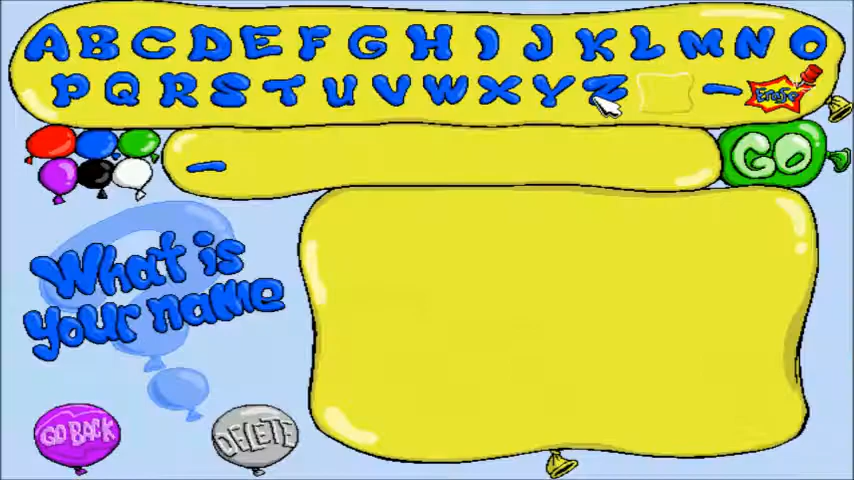 ABCDEFGHIJKLMNO
PQRSTUVWXYZ - Erase
- GO
What is
your name
GO BACK DELETE